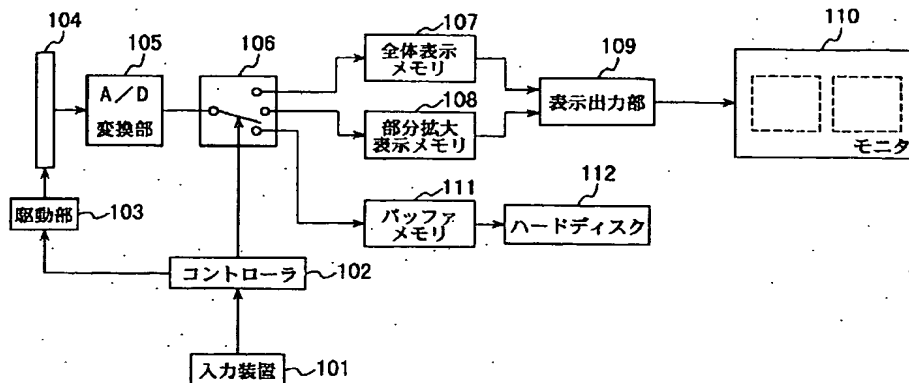 104
105
A/D
変換部
106
107
全体表示
メモリ
108
部分拡大
表示メモリ
109
表示出力部
110
モニタ
111
バッファ
メモリ
112
ハードディスク
駆動部
103
コントローラ
102
入力装置
101